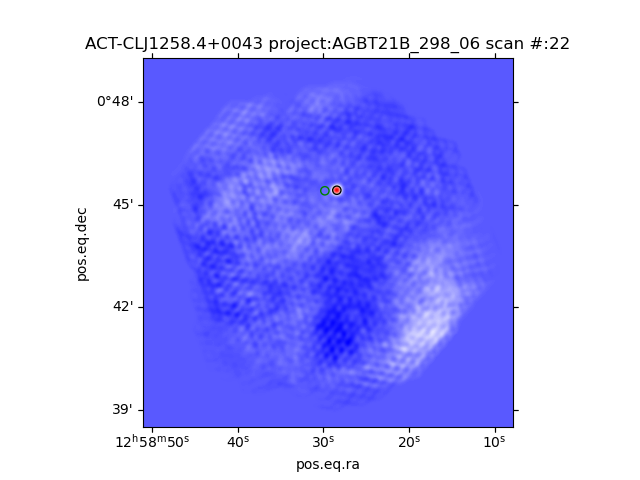 ACT-CLJ1258.4+0043 project:AGBT21B_298_06 scan #:22
0°48'
45'
42'
39'
12h58m50s 40s 30s 20s 10s
pos.eq.dec
pos.eq.ra